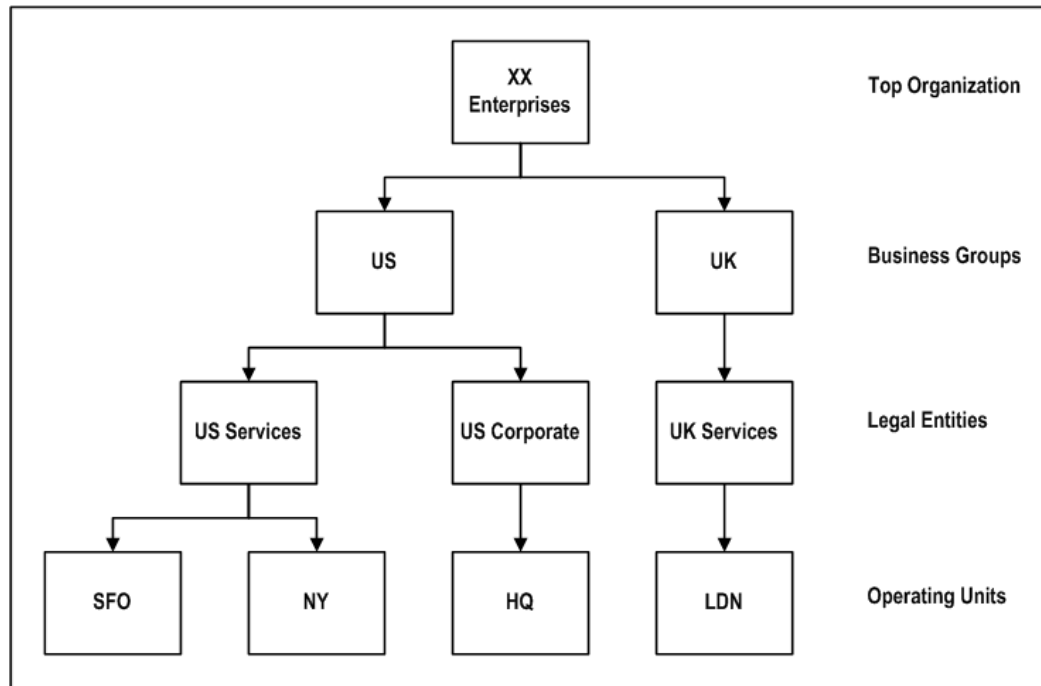 XX
Enterprises
Top Organization
US
UK
Business Groups
US Services
US Corporate
UK Services
Legal Entities
SFO
NY
HQ
LDN
Operating Units